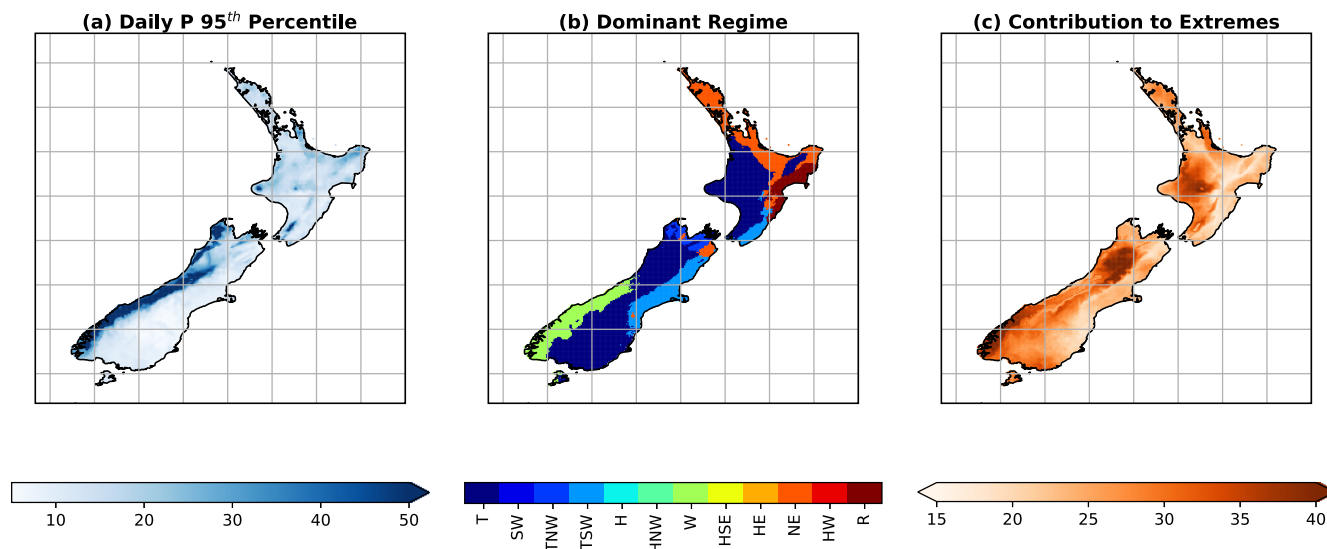 (a) Daily P 95th Percentile
(b) Dominant Regime
(c) Contribution to Extremes
10 20 30 40 50
T SW TNW TSW H HNW W HSE HE NE HW R
15 20 25 30 35 40